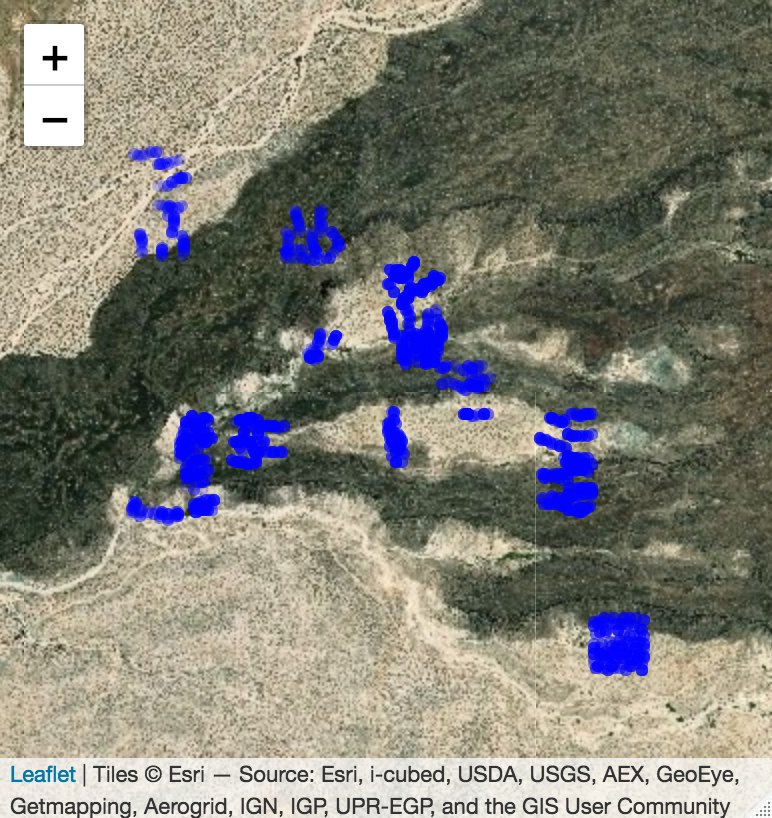 +
−
Leaflet | Tiles © Esri — Source: Esri, i-cubed, USDA, USGS, AEX, GeoEye,
Getmapping, Aerogrid, IGN, IGP, UPR-EGP, and the GIS User Community